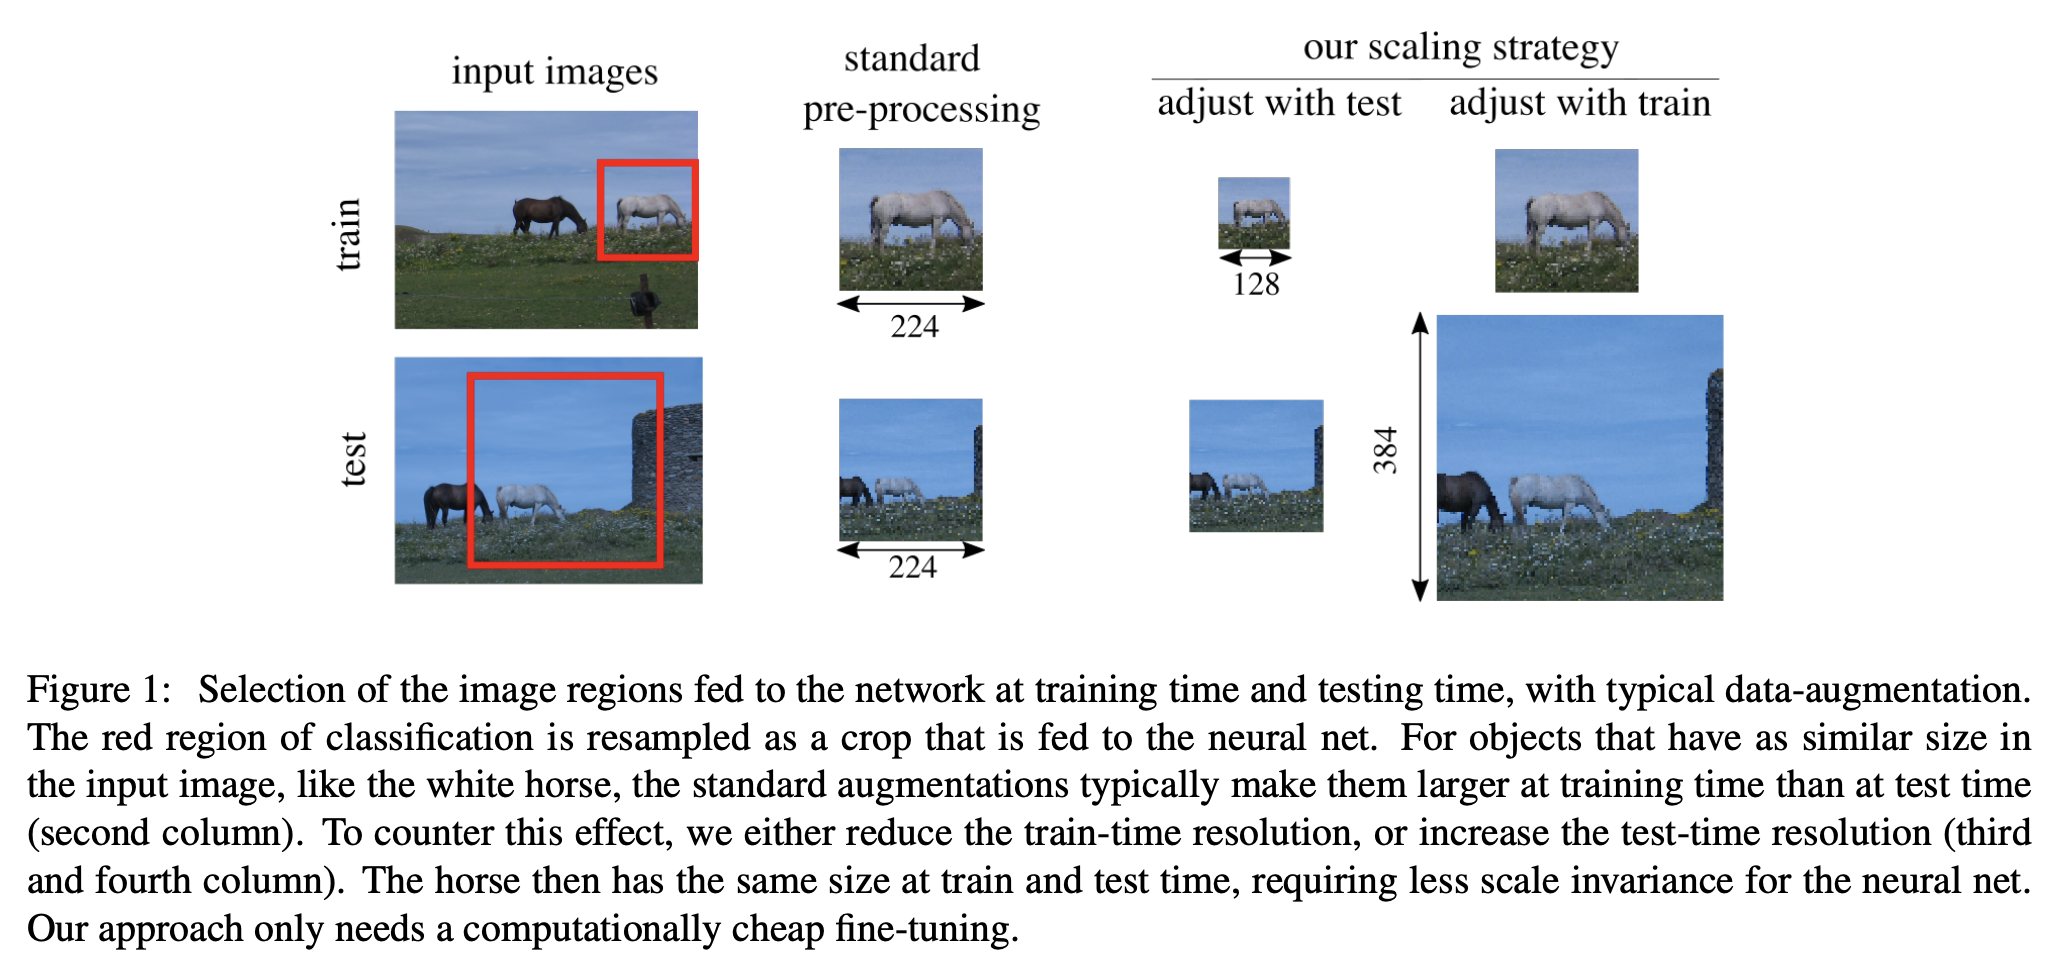 input images
standard
pre-processing
our scaling strategy
adjust with test
adjust with train
train
224
128
test
224
384
Figure 1: Selection of the image regions fed to the network at training time and testing time, with typical data-augmentation.
The red region of classification is resampled as a crop that is fed to the neural net. For objects that have as similar size in
the input image, like the white horse, the standard augmentations typically make them larger at training time than at test time
(second column). To counter this effect, we either reduce the train-time resolution, or increase the test-time resolution (third
and fourth column). The horse then has the same size at train and test time, requiring less scale invariance for the neural net.
Our approach only needs a computationally cheap fine-tuning.